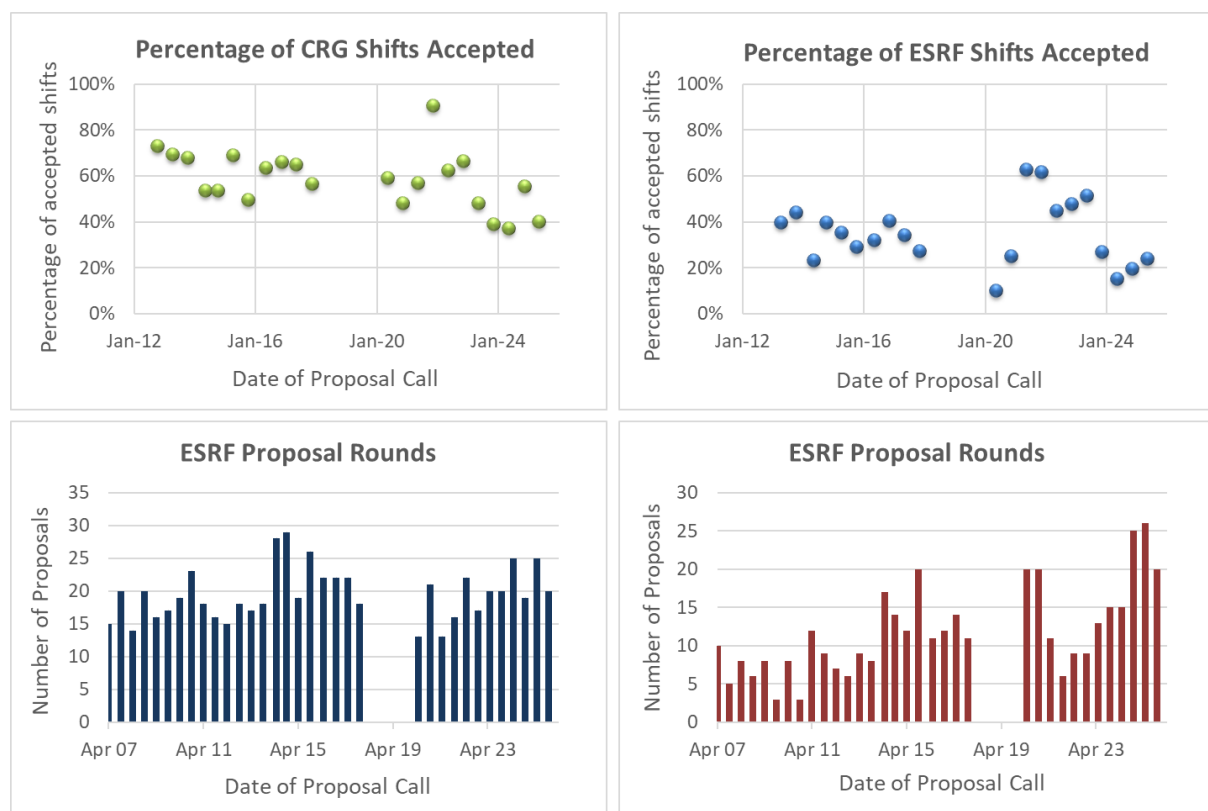 Percentage of CRG Shifts Accepted
Percentage of accepted shifts
100%
80%
60%
40%
20%
0%
Jan-12 Jan-16 Jan-20 Jan-24
Date of Proposal Call
Percentage of ESRF Shifts Accepted
Percentage of accepted shifts
100%
80%
60%
40%
20%
0%
Jan-12 Jan-16 Jan-20 Jan-24
Date of Proposal Call
ESRF Proposal Rounds
Number of Proposals
35
30
25
20
15
10
5
0
Apr 07 Apr 11 Apr 15 Apr 19 Apr 23
Date of Proposal Call
ESRF Proposal Rounds
Number of Proposals
30
25
20
15
10
5
0
Apr 07 Apr 11 Apr 15 Apr 19 Apr 23
Date of Proposal Call